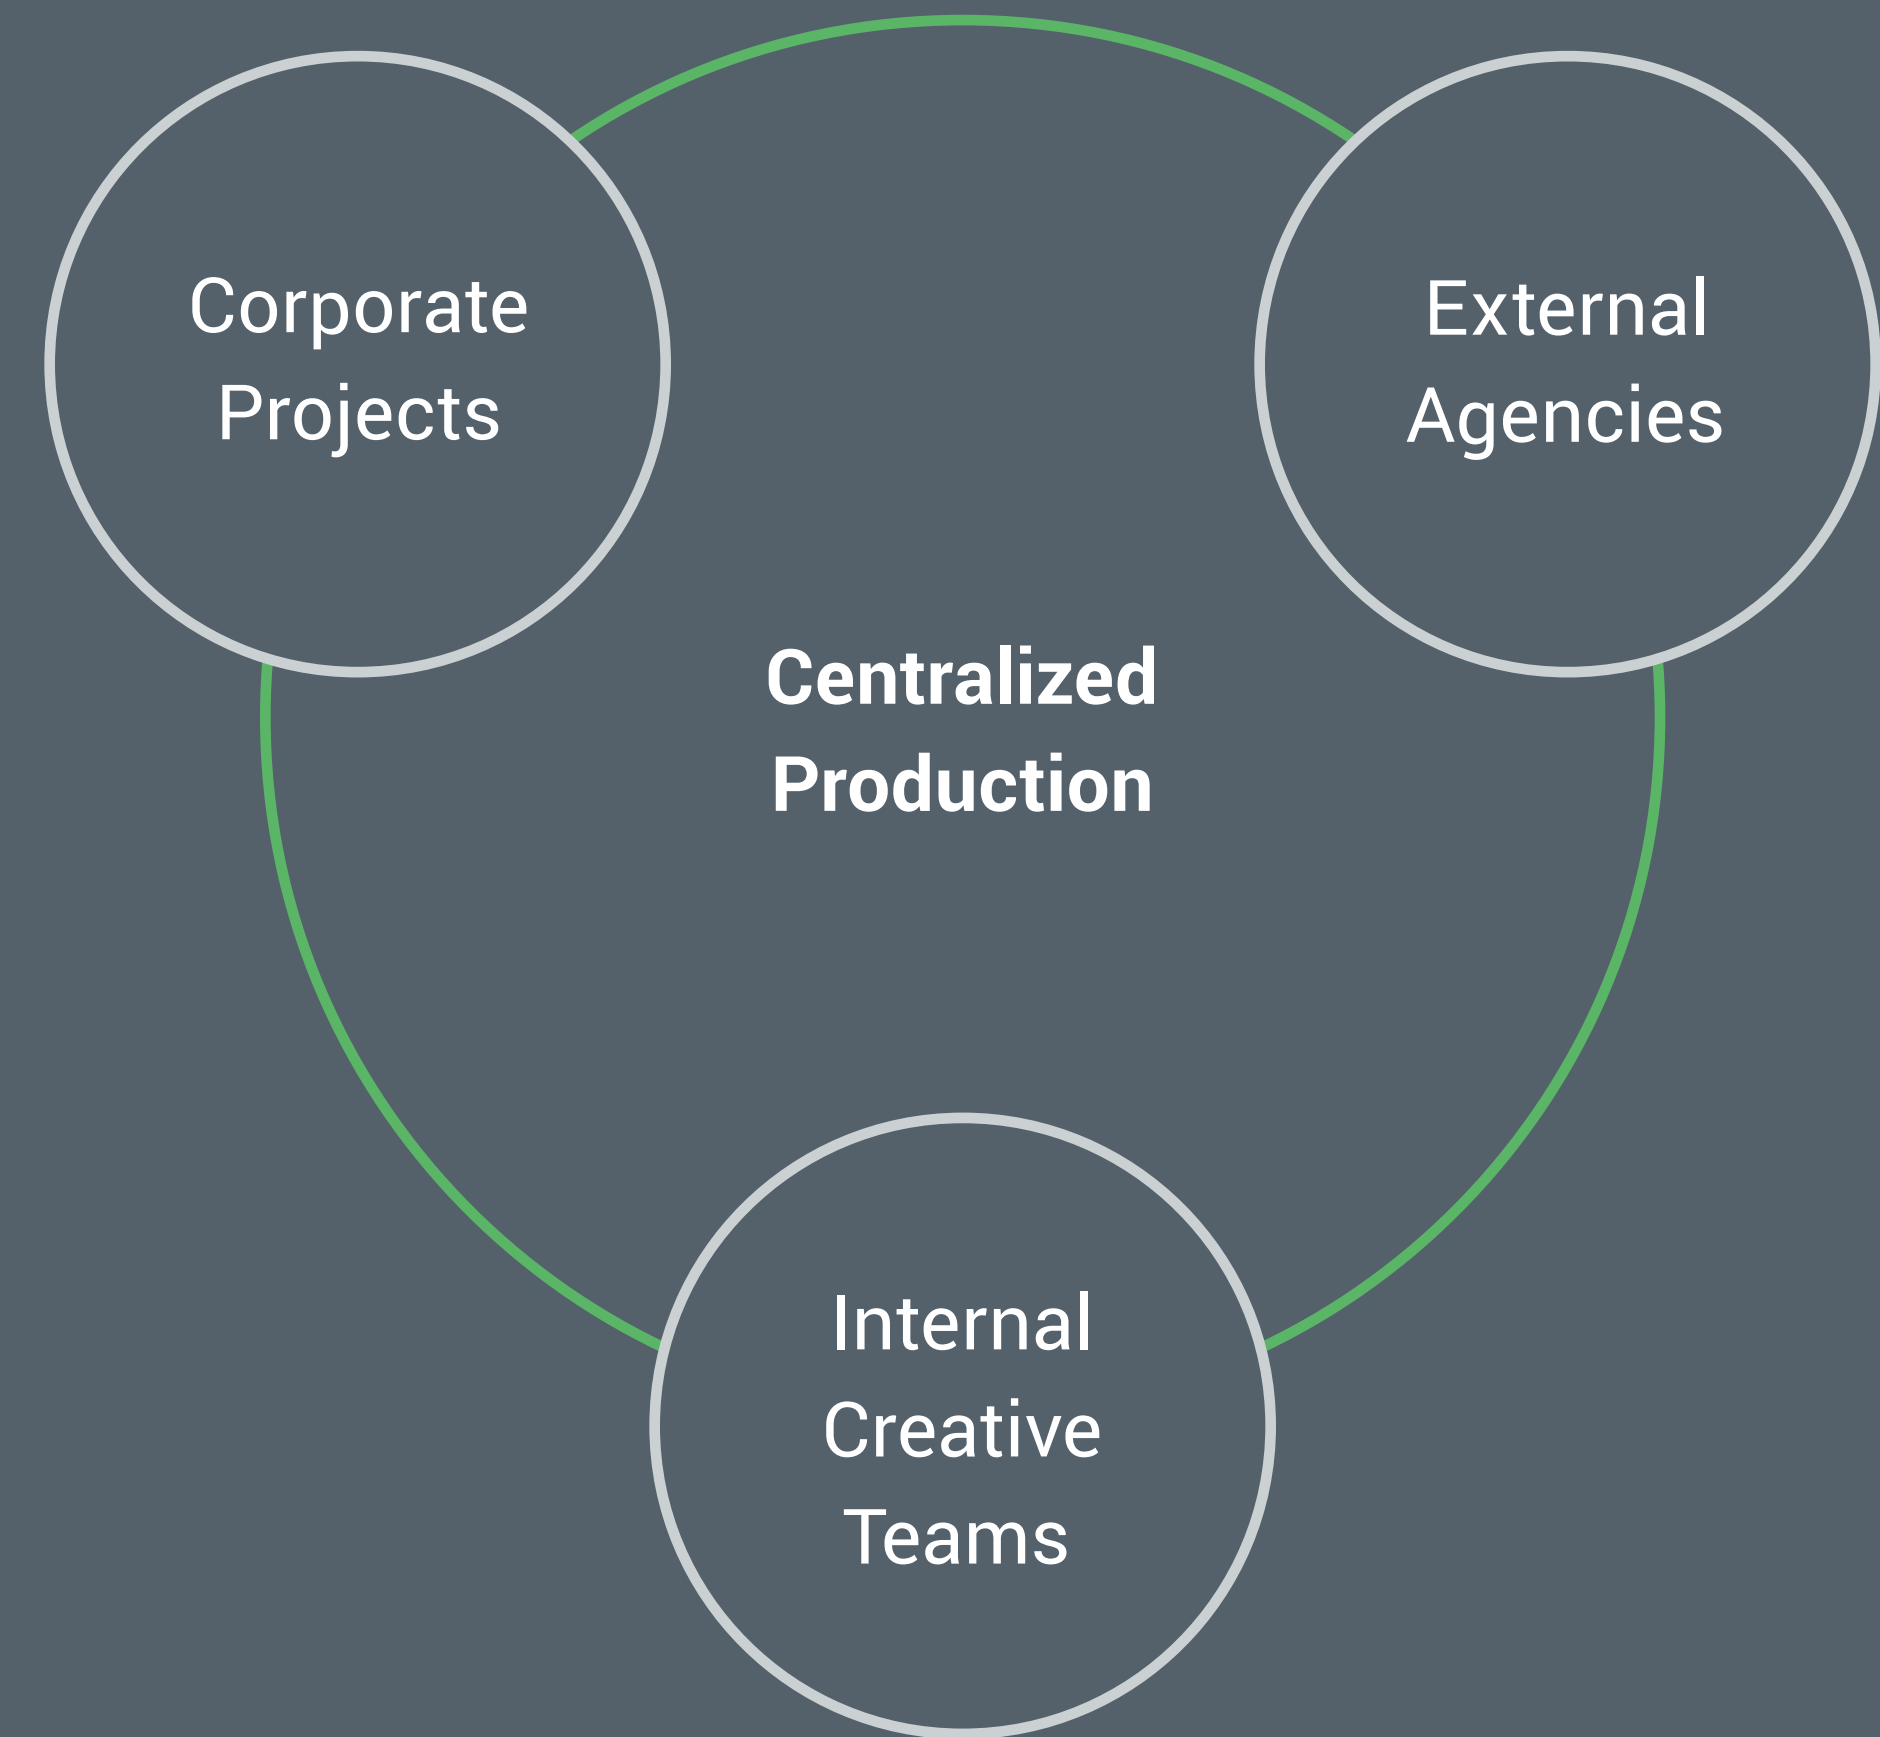 Corporate
Projects
External
Agencies
Centralized
Production
Internal
Creative
Teams